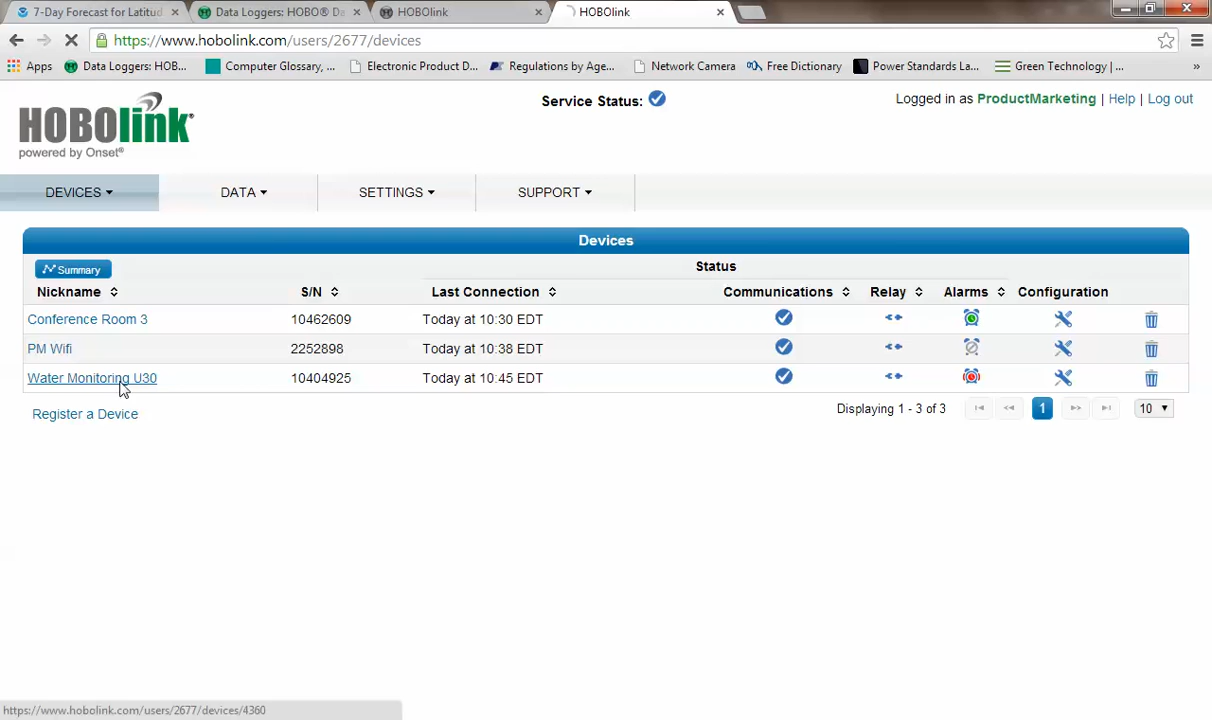 7-Day Forecast for Latitud
Data Loggers: HOBO® Da
HOBOlink
HOBOlink
https://www.hobolink.com/users/2677/devices
Apps
Data Loggers: HOB...
Computer Glossary, ...
Electronic Product D...
Regulations by Age...
Network Camera
Free Dictionary
Power Standards La...
Green Technology | ...
»
HOBOlink®
powered by Onset®
Service Status:
Logged in as ProductMarketing | Help | Log out
DEVICES
DATA
SETTINGS
SUPPORT
Devices
Summary
Status
Nickname S/N Last Connection Communications Relay Alarms Configuration
Conference Room 3 10462609 Today at 10:30 EDT
PM Wifi 2252898 Today at 10:38 EDT
Water Monitoring U30 10404925 Today at 10:45 EDT
Register a Device
Displaying 1 - 3 of 3 1 10
https://www.hobolink.com/users/2677/devices/4360